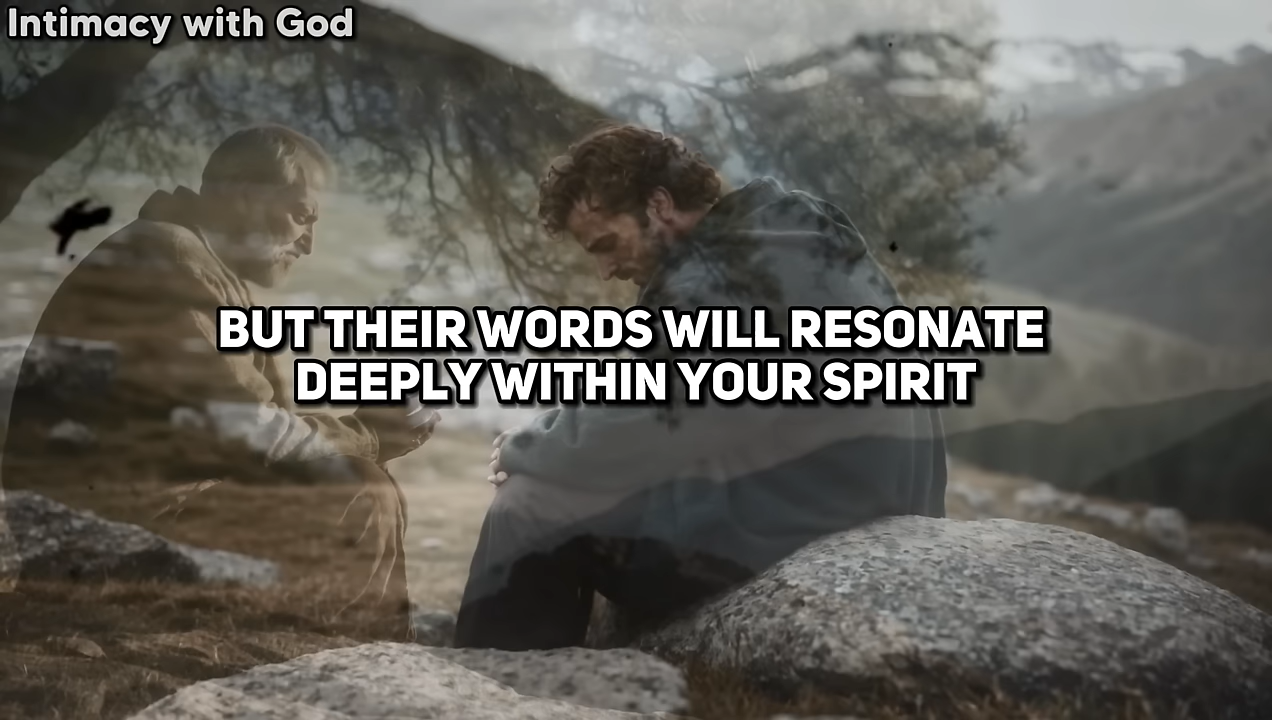 Intimacy with God
BUT THEIR WORDS WILL RESONATE
DEEPLY WITHIN YOUR SPIRIT